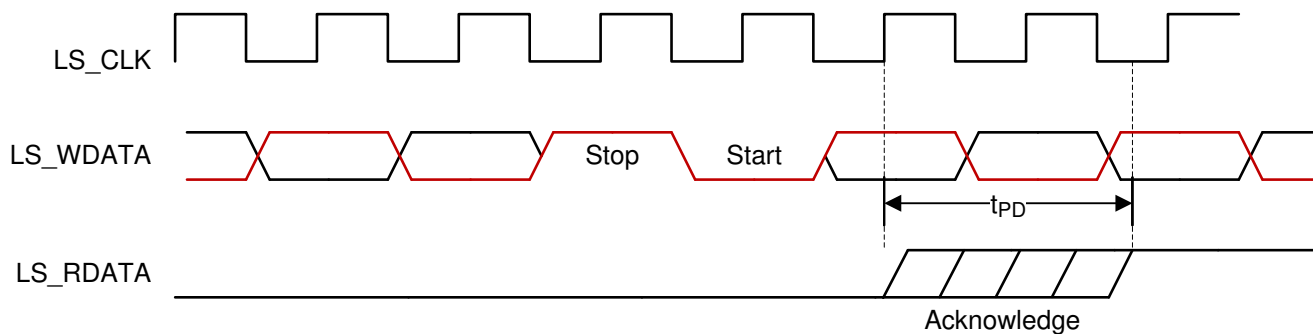 LS_CLK
LS_WDATA
Stop
Start
tPD
LS_RDATA
Acknowledge